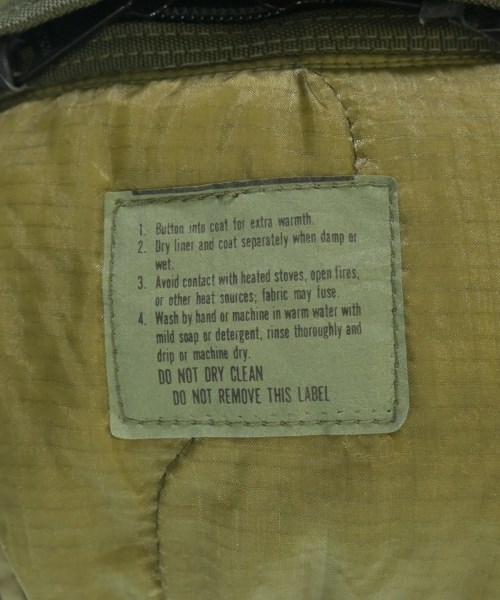 1. Button into coat for extra warmth.
2. Dry liner and coat separately when damp or
wet.
3. Avoid contact with heated stoves, open fires,
or other heat sources; fabric may fuse.
4. Wash by hand or machine in warm water with
mild soap or detergent, rinse thoroughly and
drip or machine dry.
DO NOT DRY CLEAN
DO NOT REMOVE THIS LABEL